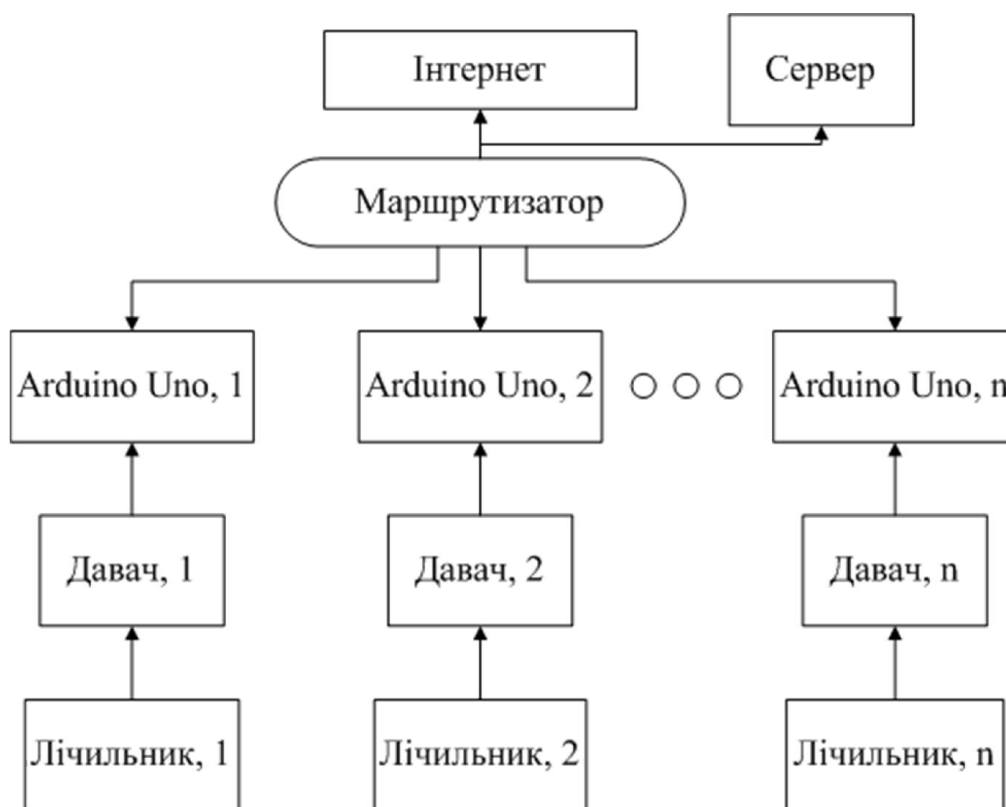 Інтернет
Сервер
Маршрутизатор
Arduino Uno, 1
Arduino Uno, 2
Arduino Uno, n
Давач, 1
Давач, 2
Давач, n
Лічильник, 1
Лічильник, 2
Лічильник, n